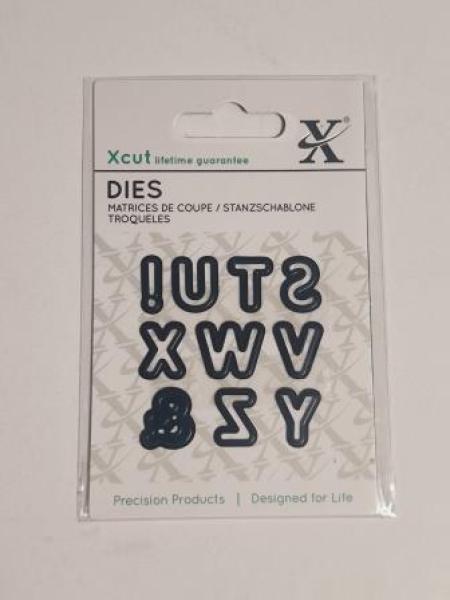 X®
Xcut lifetime guarantee
DIES
MATRICES DE COUPE / STANZSCHABLONE
TROQUELES
! U T S
X W V
& Z Y
Precision Products | Designed for Life